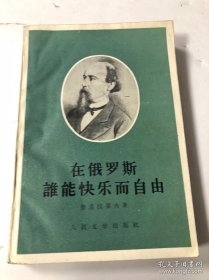 在俄罗斯
誰能快乐而自由
涅克拉索夫著
人民文学出版社